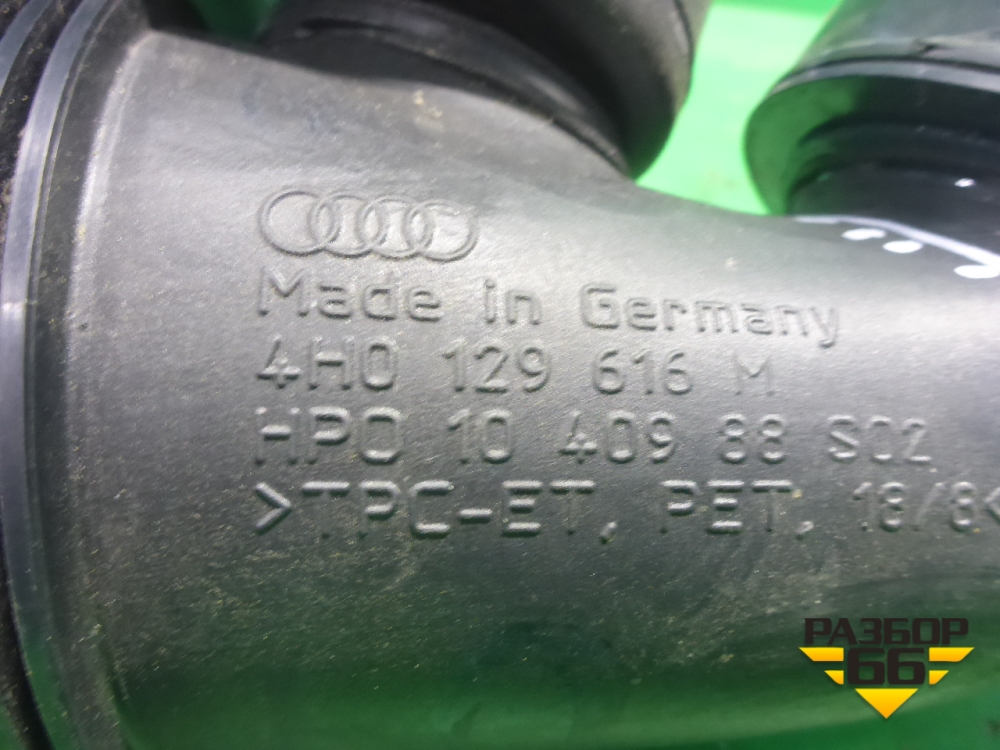 Made in Germany
4H0 129 616 M
HPO 10 409 88 S02
>TPC-ET, PET, 18/8<
РАЗБОР
66